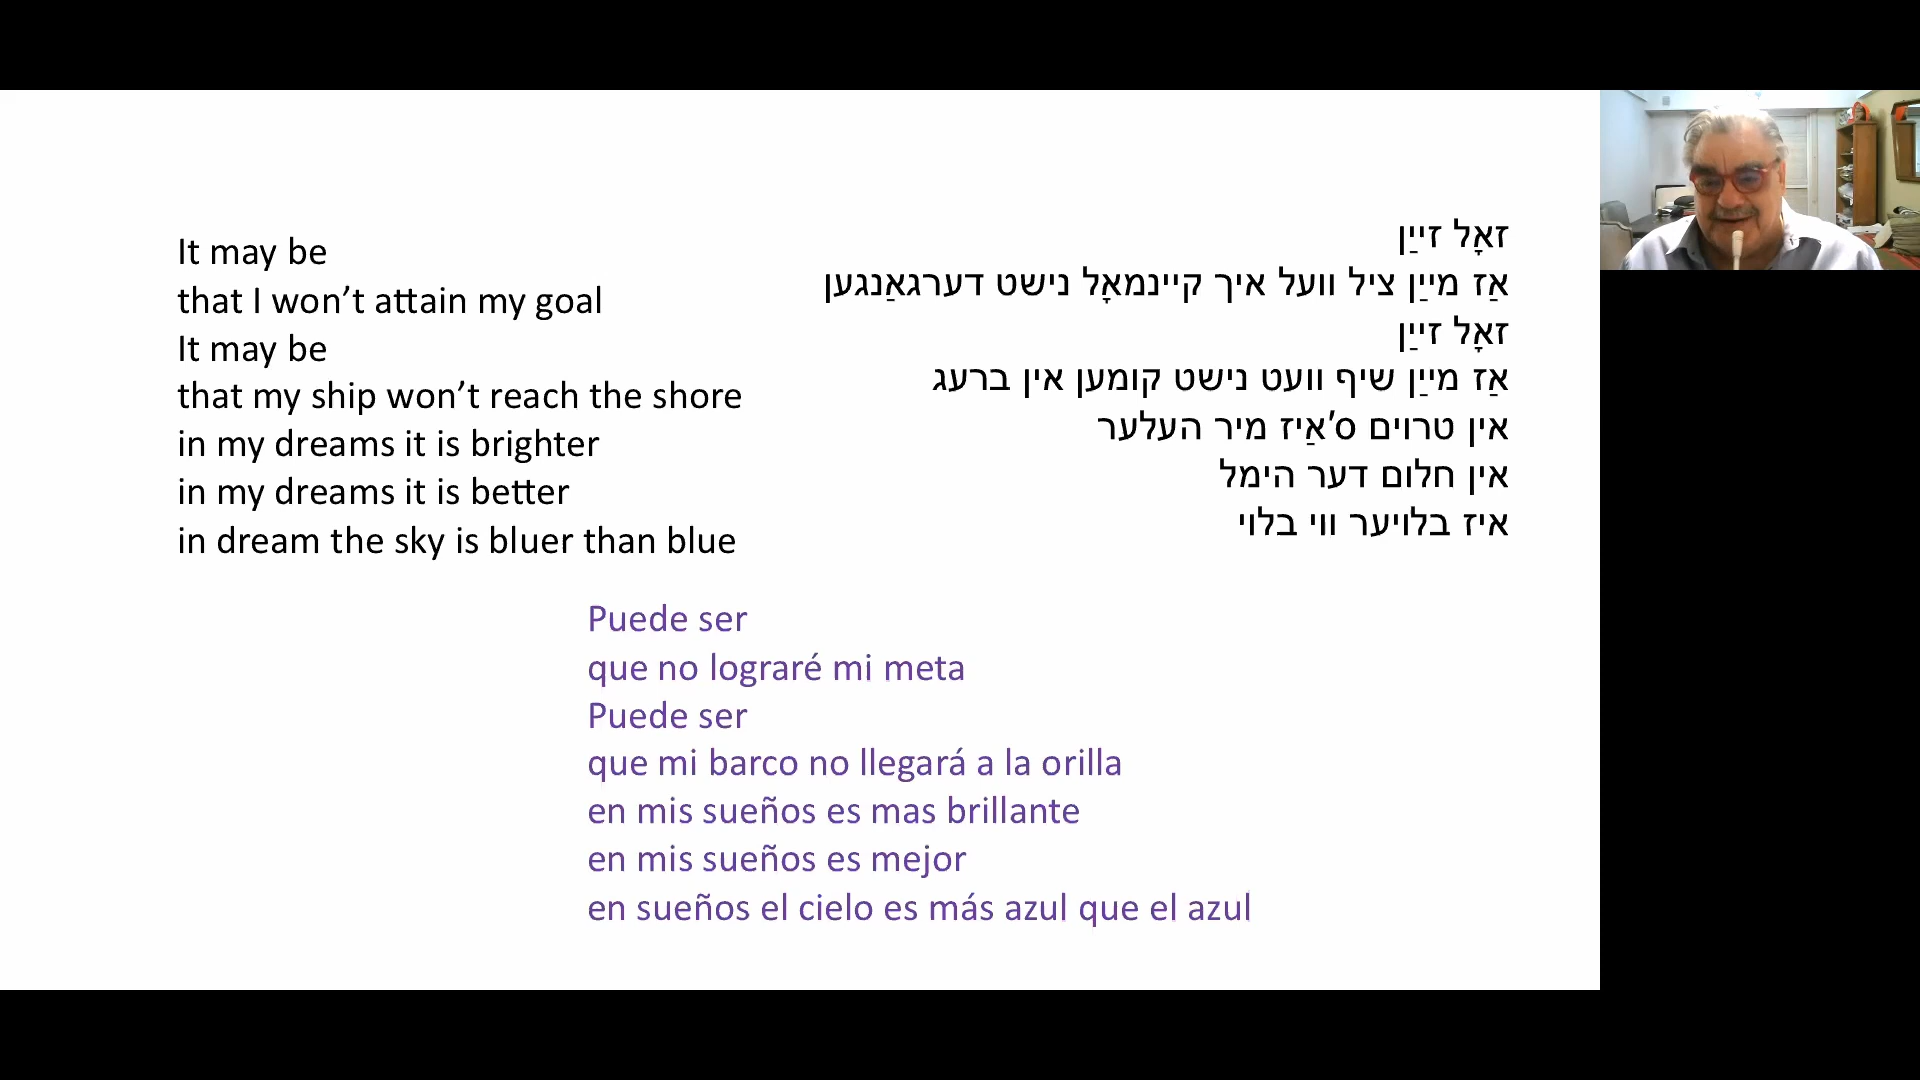 It may be
that I won’t attain my goal
It may be
that my ship won’t reach the shore
in my dreams it is brighter
in my dreams it is better
in dream the sky is bluer than blue
זאָל זײַן
אַז מײַן ציל וועל איך קיינמאָל נישט דערגאַנגען
זאָל זײַן
אַז מײַן שיף וועט נישט קומען אין ברעג
אין טרוים ס’אַיז מיר העלער
אין חלום דער הימל
איז בלויער ווי בלוי
Puede ser
que no lograré mi meta
Puede ser
que mi barco no llegará a la orilla
en mis sueños es mas brillante
en mis sueños es mejor
en sueños el cielo es más azul que el azul